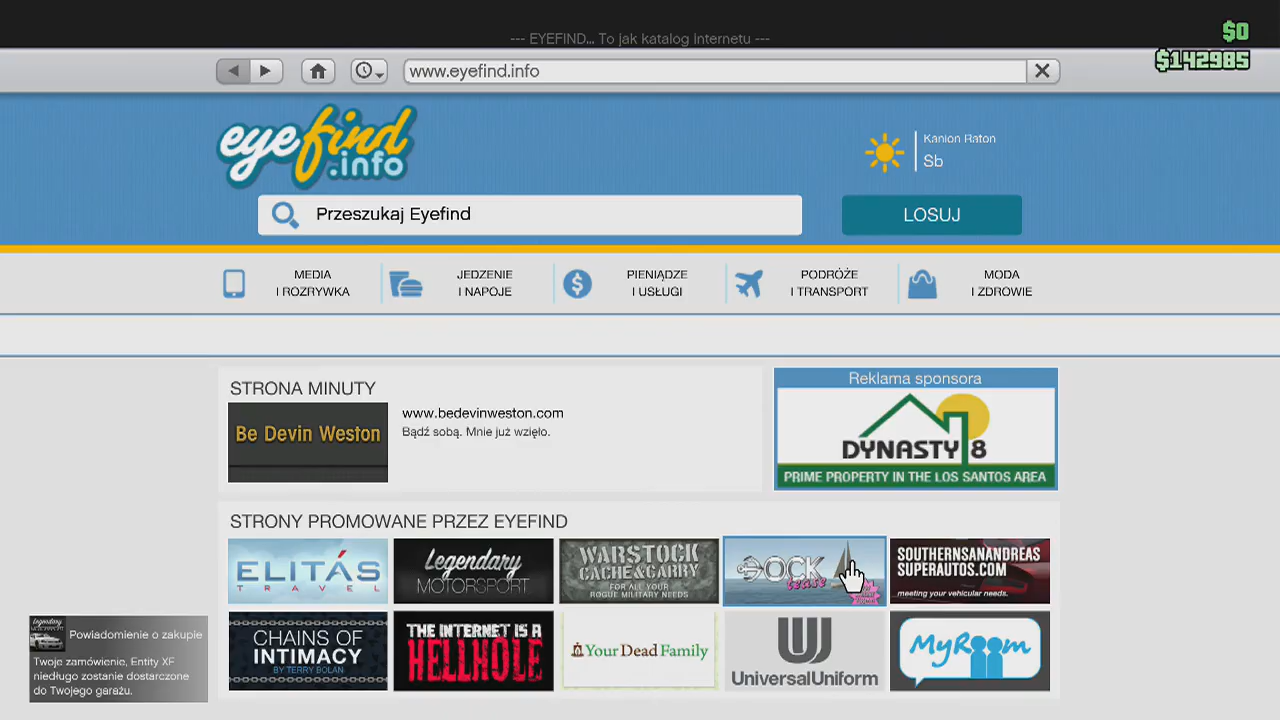 --- EYEFIND... To jak katalog internetu ---
$0
$142985
www.eyefind.info
eyefind
.info
Kanion Raton
Sb
Przeszukaj Eyefind
LOSUJ
MEDIA
I ROZRYWKA
JEDZENIE
I NAPOJE
PIENIĄDZE
I USŁUGI
PODRÓŻE
I TRANSPORT
MODA
I ZDROWIE
STRONA MINUTY
Be Devin Weston
www.bedevinweston.com
Bądź sobą. Mnie już wzięło.
Reklama sponsora
DYNASTY 8
PRIME PROPERTY IN THE LOS SANTOS AREA
STRONY PROMOWANE PRZEZ EYEFIND
ELITÁS
TRAVEL
Legendary
MOTORSPORT
WARSTOCK
CACHE & CARRY
FOR ALL YOUR
ROGUE MILITARY NEEDS
DOCK
tease
SOUTHERNSANANDREAS
SUPERAUTOS.COM
meeting your vehicular needs.
CHAINS OF
INTIMACY
BY TERRY BOLAN
THE INTERNET IS A
HELLHOLE
Your Dead Family
UniversalUniform
MyRoom
Legendary
Powiadomienie o zakupie
Twoje zamówienie, Entity XF
niedługo zostanie dostarczone
do Twojego garażu.